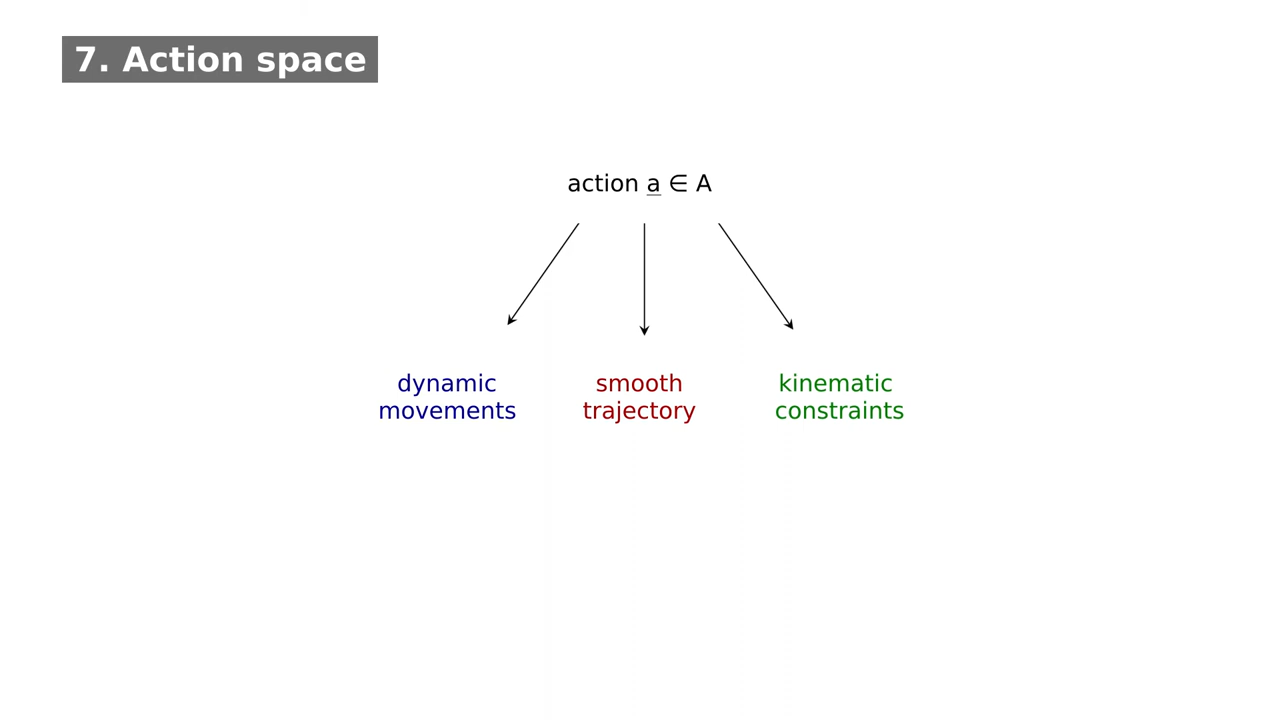 7. Action space
action a ∈ A
dynamic
movements
smooth
trajectory
kinematic
constraints